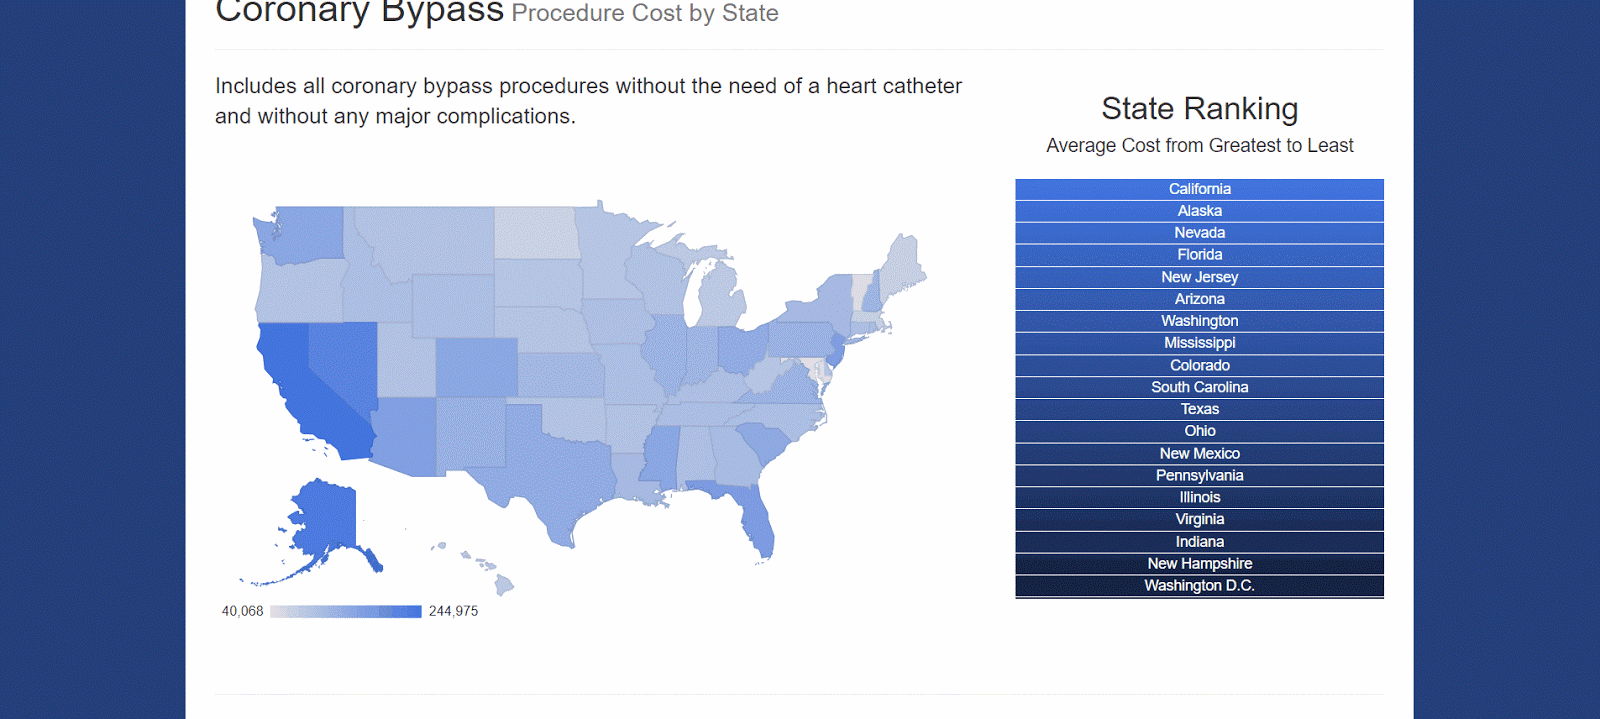 Coronary Bypass Procedure Cost by State
Includes all coronary bypass procedures without the need of a heart catheter
and without any major complications.
State Ranking
Average Cost from Greatest to Least
California
Alaska
Nevada
Florida
New Jersey
Arizona
Washington
Mississippi
Colorado
South Carolina
Texas
Ohio
New Mexico
Pennsylvania
Illinois
Virginia
Indiana
New Hampshire
Washington D.C.
40,068
244,975